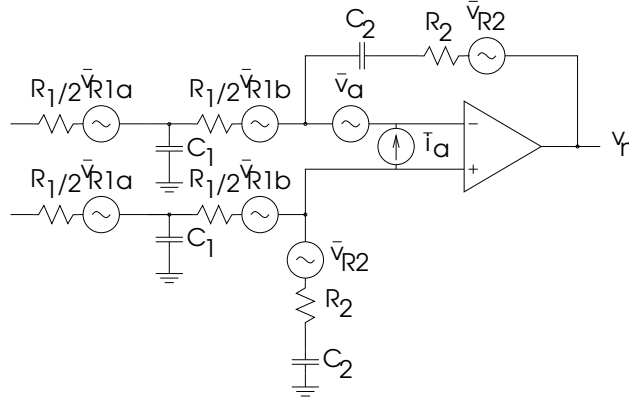 C2 R2 v̄R2
R1/2 v̄R1a R1/2 v̄R1b v̄a
C1 − īa vn
+
R1/2 v̄R1a R1/2 v̄R1b
C1 v̄R2
R2
C2